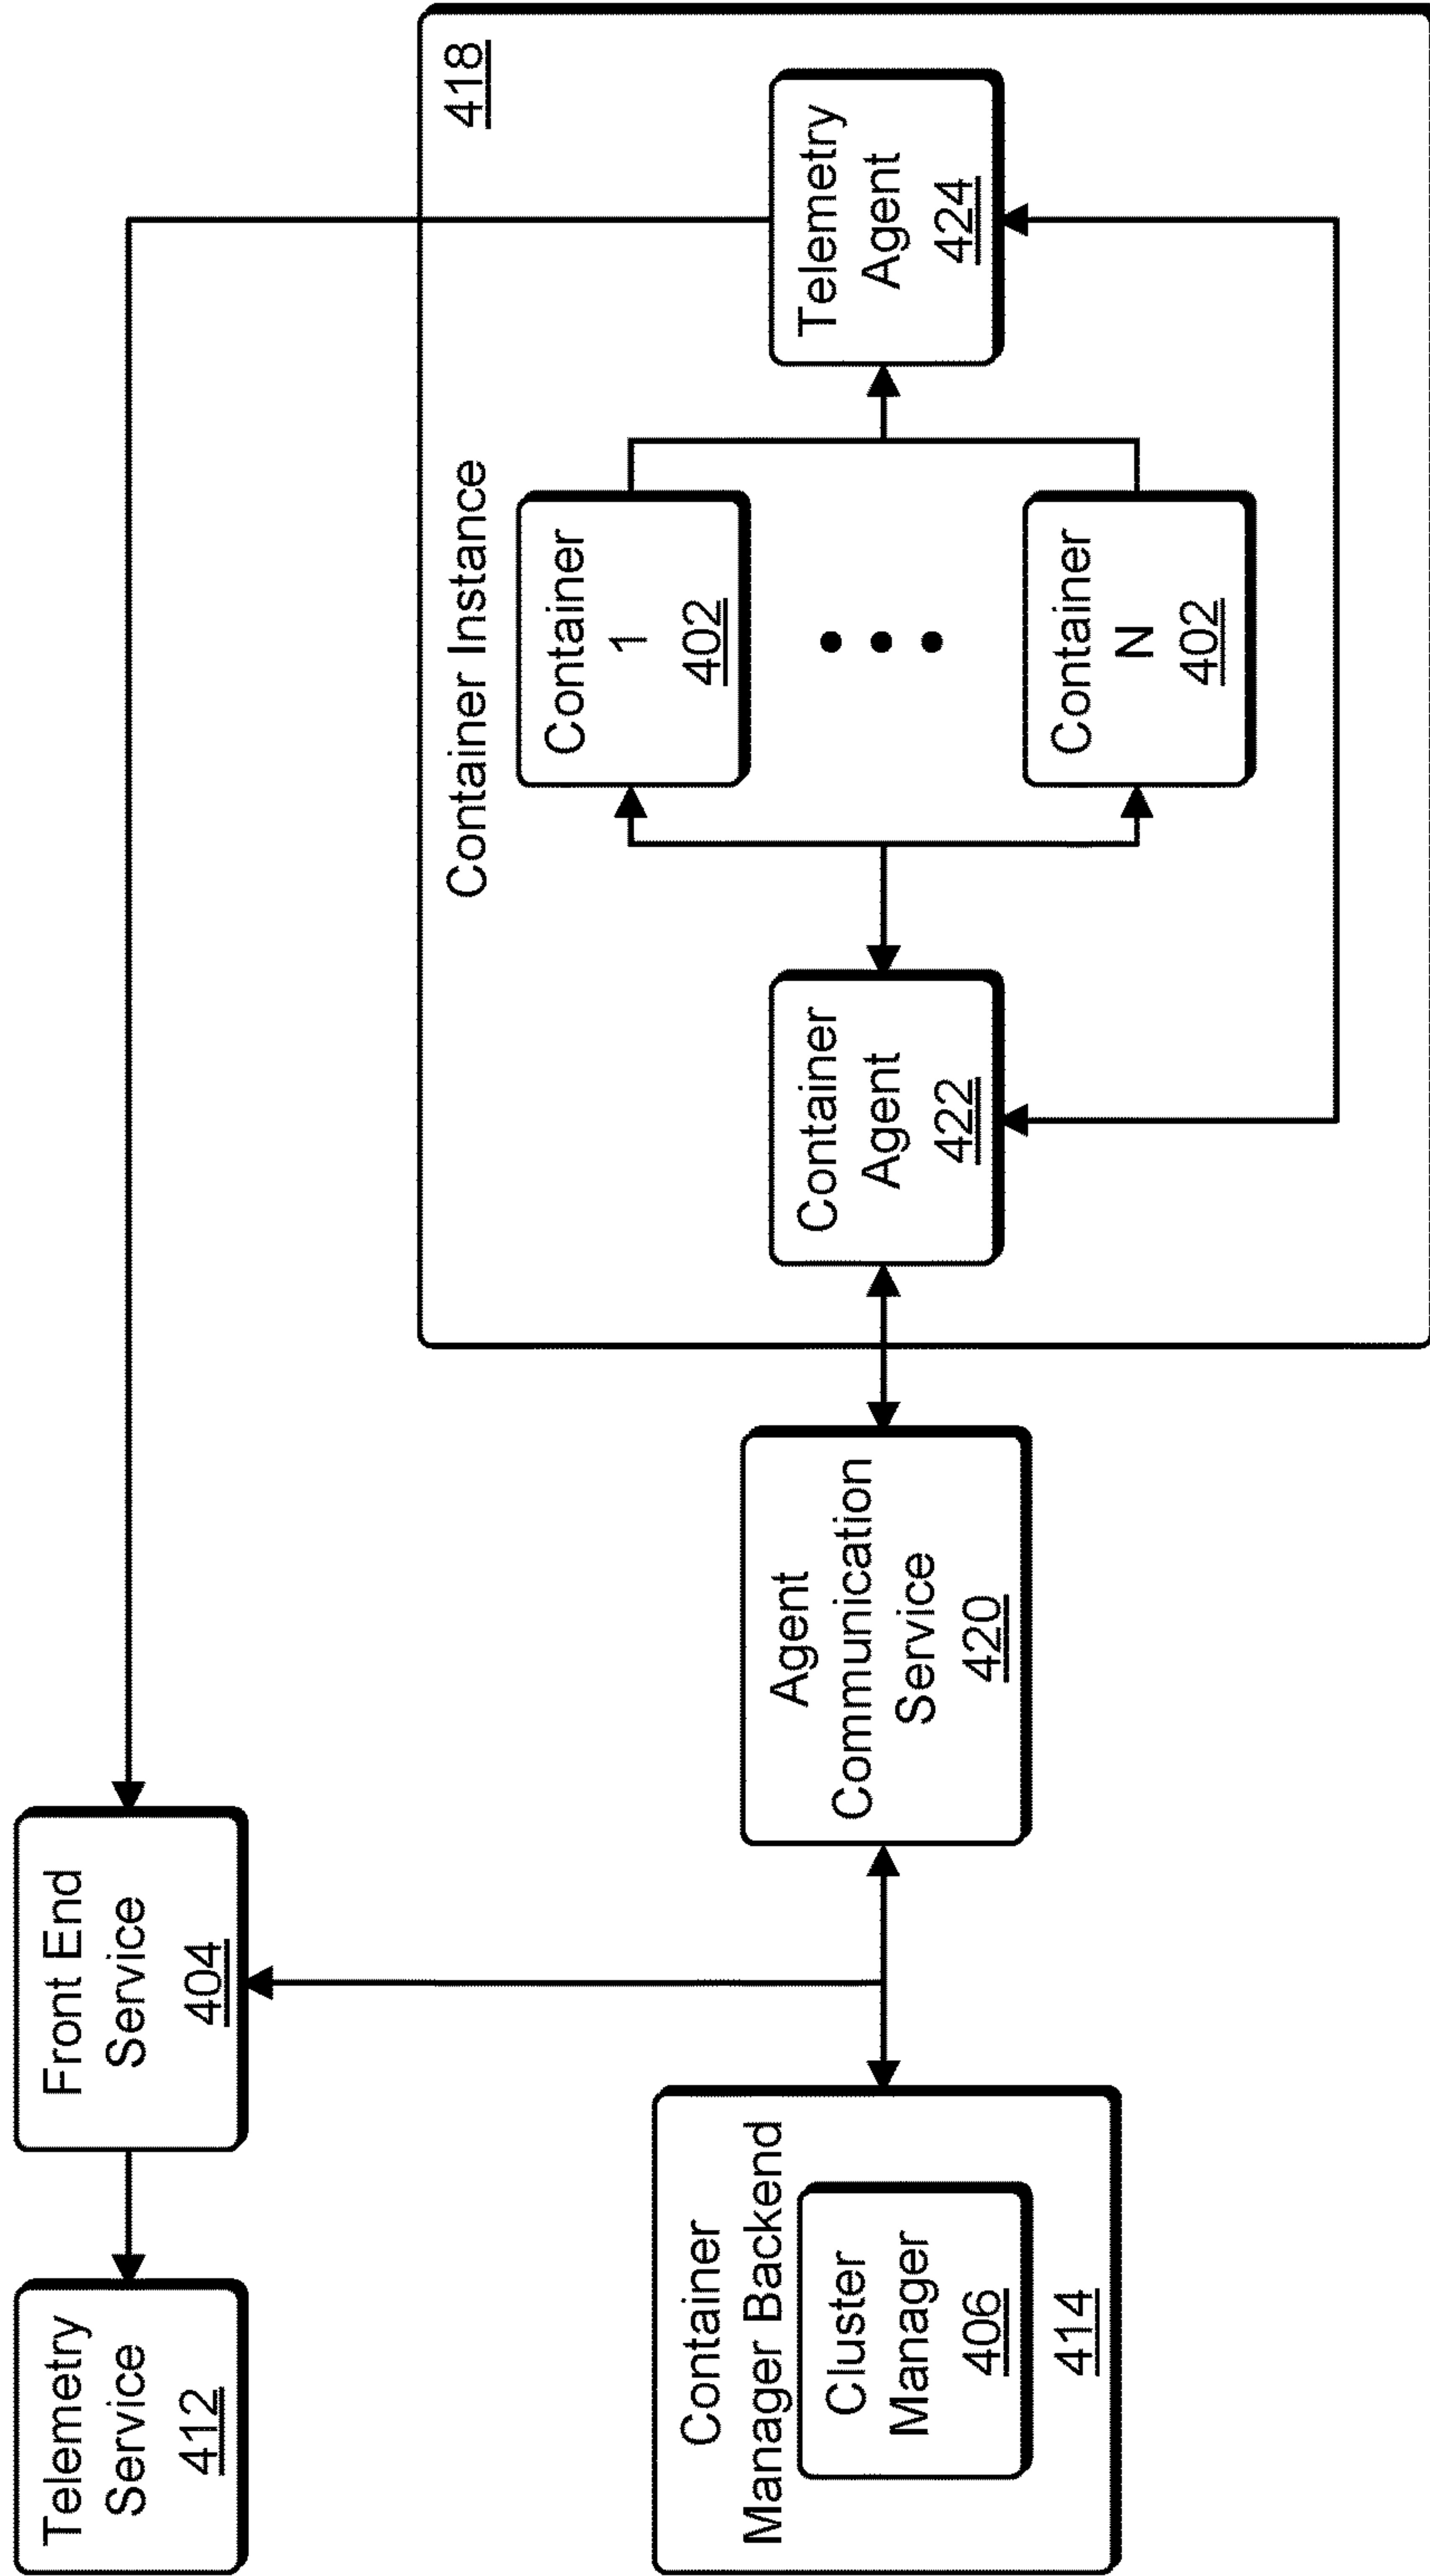 Telemetry
Service
412
Front End
Service
404
Container
Manager Backend
Cluster
Manager
406
414
Agent
Communication
Service
420
Container Instance
418
Container
Agent
422
Container
1
402
Container
N
402
Telemetry
Agent
424